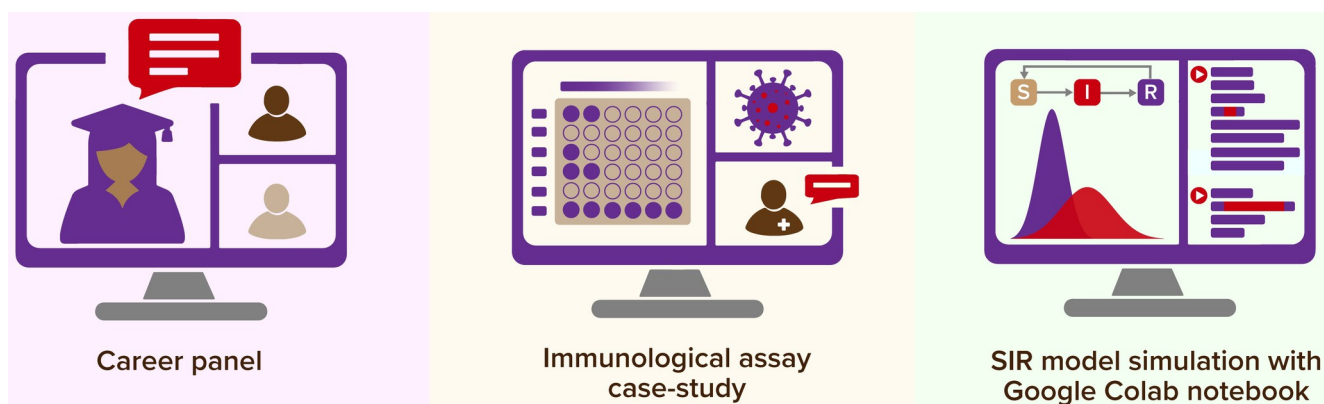 S I R
Career panel
Immunological assay
case-study
SIR model simulation with
Google Colab notebook